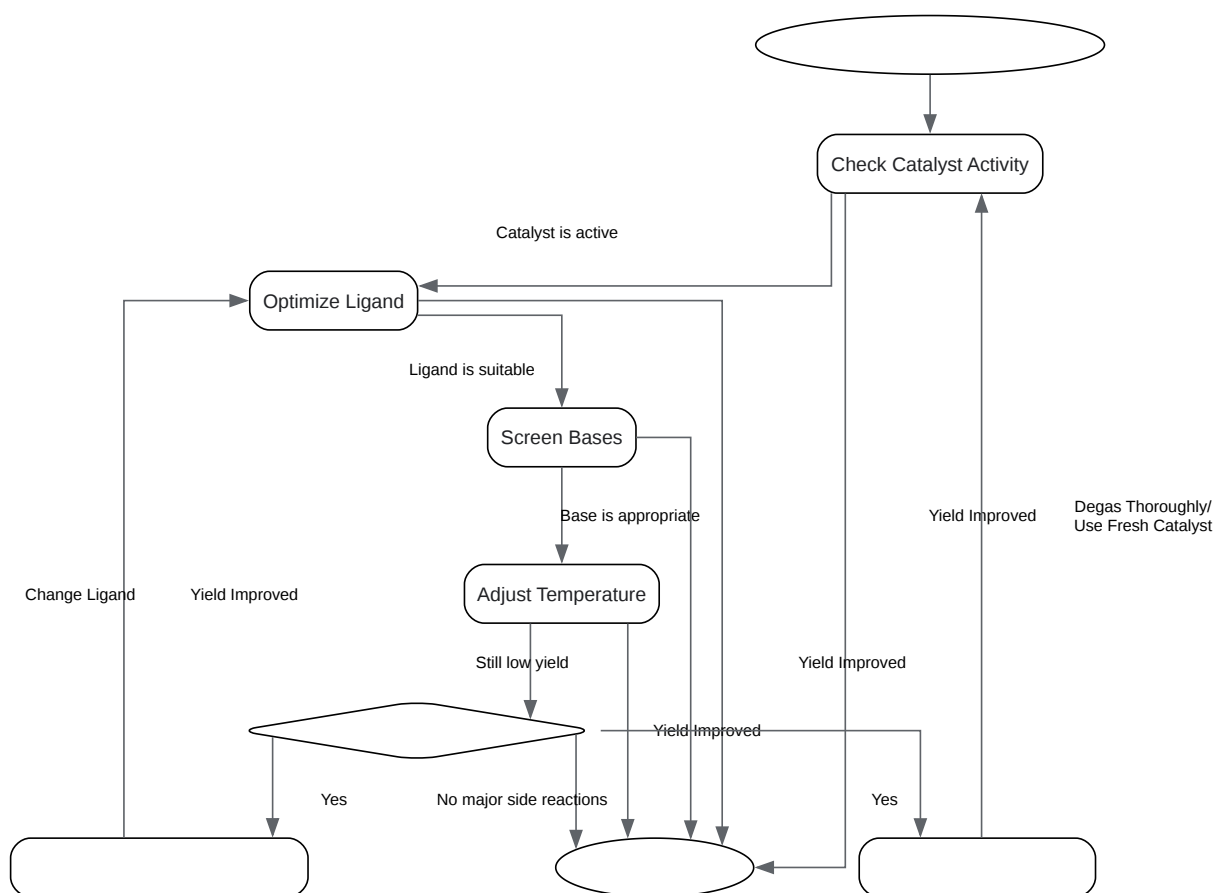 Check Catalyst Activity
Catalyst is active
Optimize Ligand
Ligand is suitable
Screen Bases
Base is appropriate
Yield Improved
Degas Thoroughly/
Use Fresh Catalyst
Change Ligand
Yield Improved
Adjust Temperature
Still low yield
Yield Improved
Yield Improved
Yes
No major side reactions
Yes